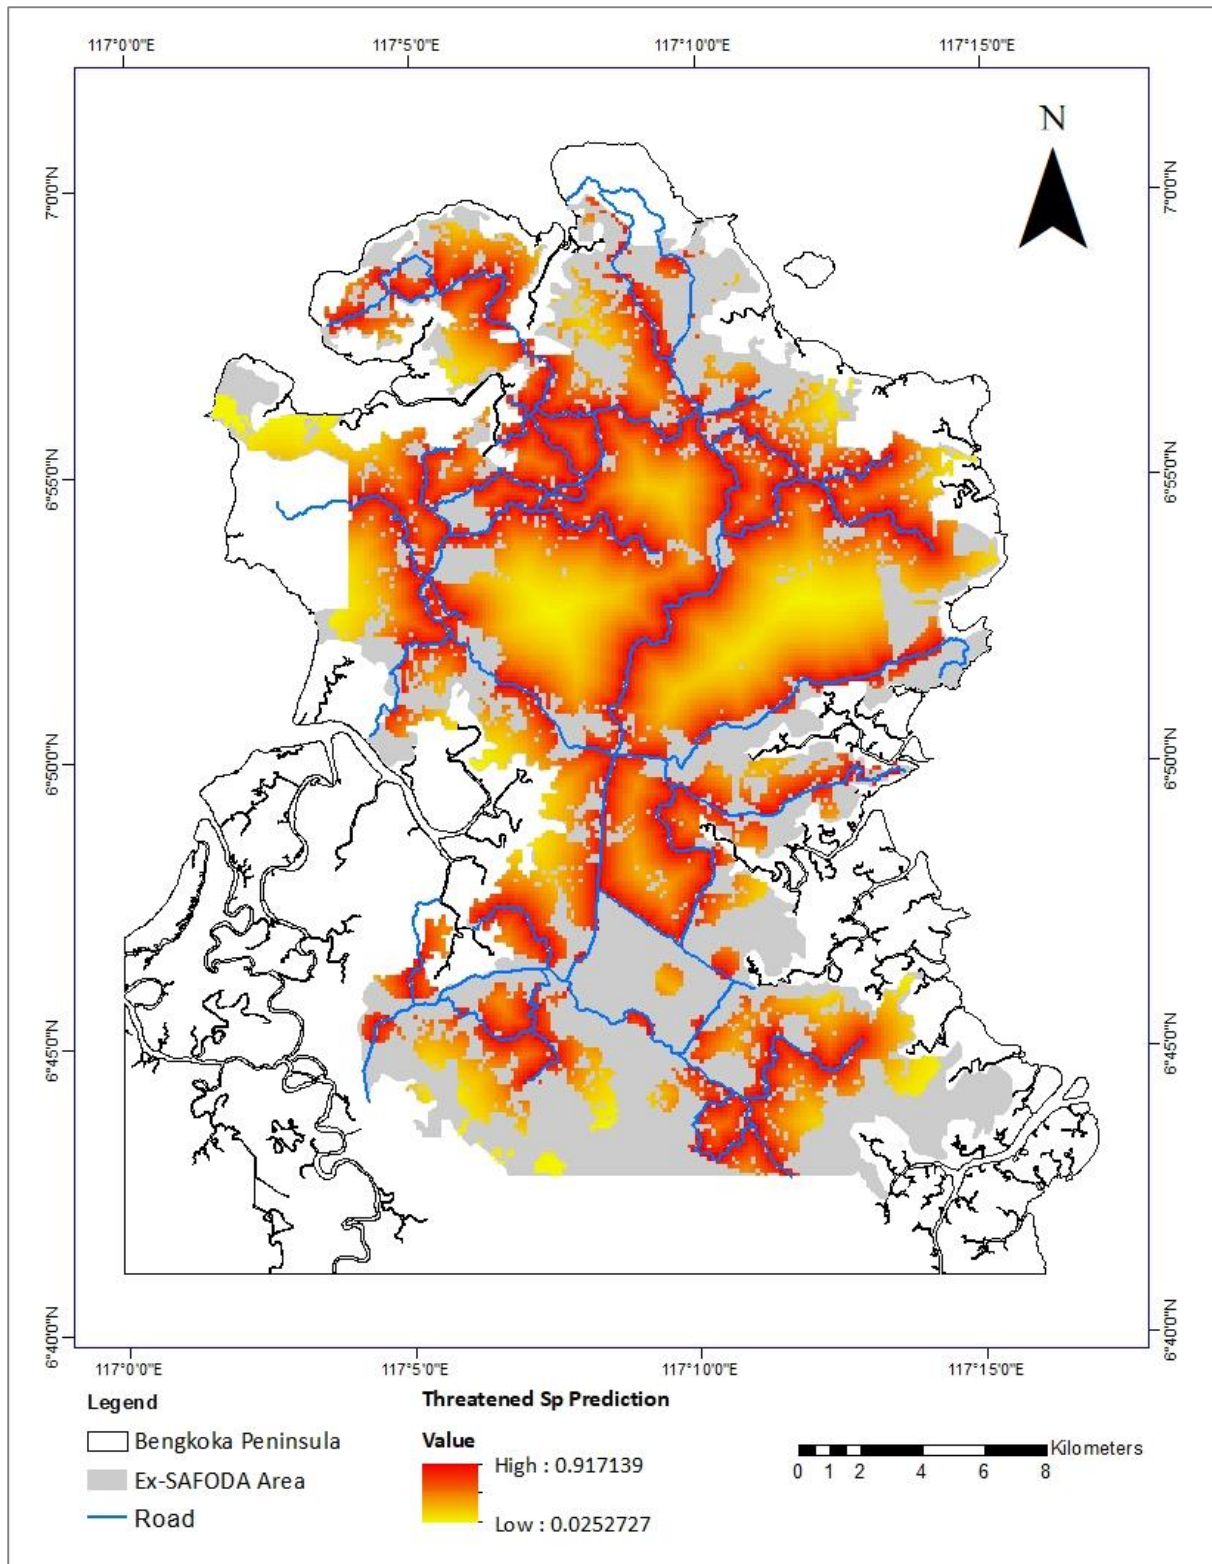 117°0'0"E 117°5'0"E 117°10'0"E 117°15'0"E
N
7°0'0"N 7°0'0"N
6°55'0"N 6°55'0"N
6°50'0"N 6°50'0"N
6°45'0"N 6°45'0"N
6°40'0"N 6°40'0"N
117°0'0"E 117°5'0"E 117°10'0"E 117°15'0"E
Legend
Bengkoka Peninsula
Ex-SAFODA Area
Road
Threatened Sp Prediction
Value
High : 0.917139
Low : 0.0252727
Kilometers
0 1 2 4 6 8